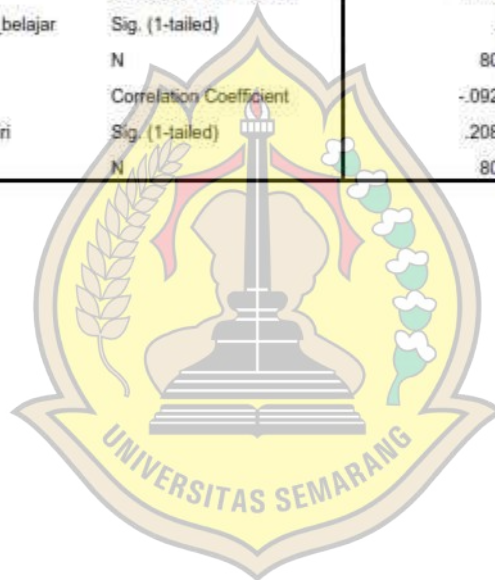 belajar Sig. (1-tailed) .
N 80
Correlation Coefficient -.092
ri Sig. (1-tailed) .208
N 80
UNIVERSITAS SEMARANG